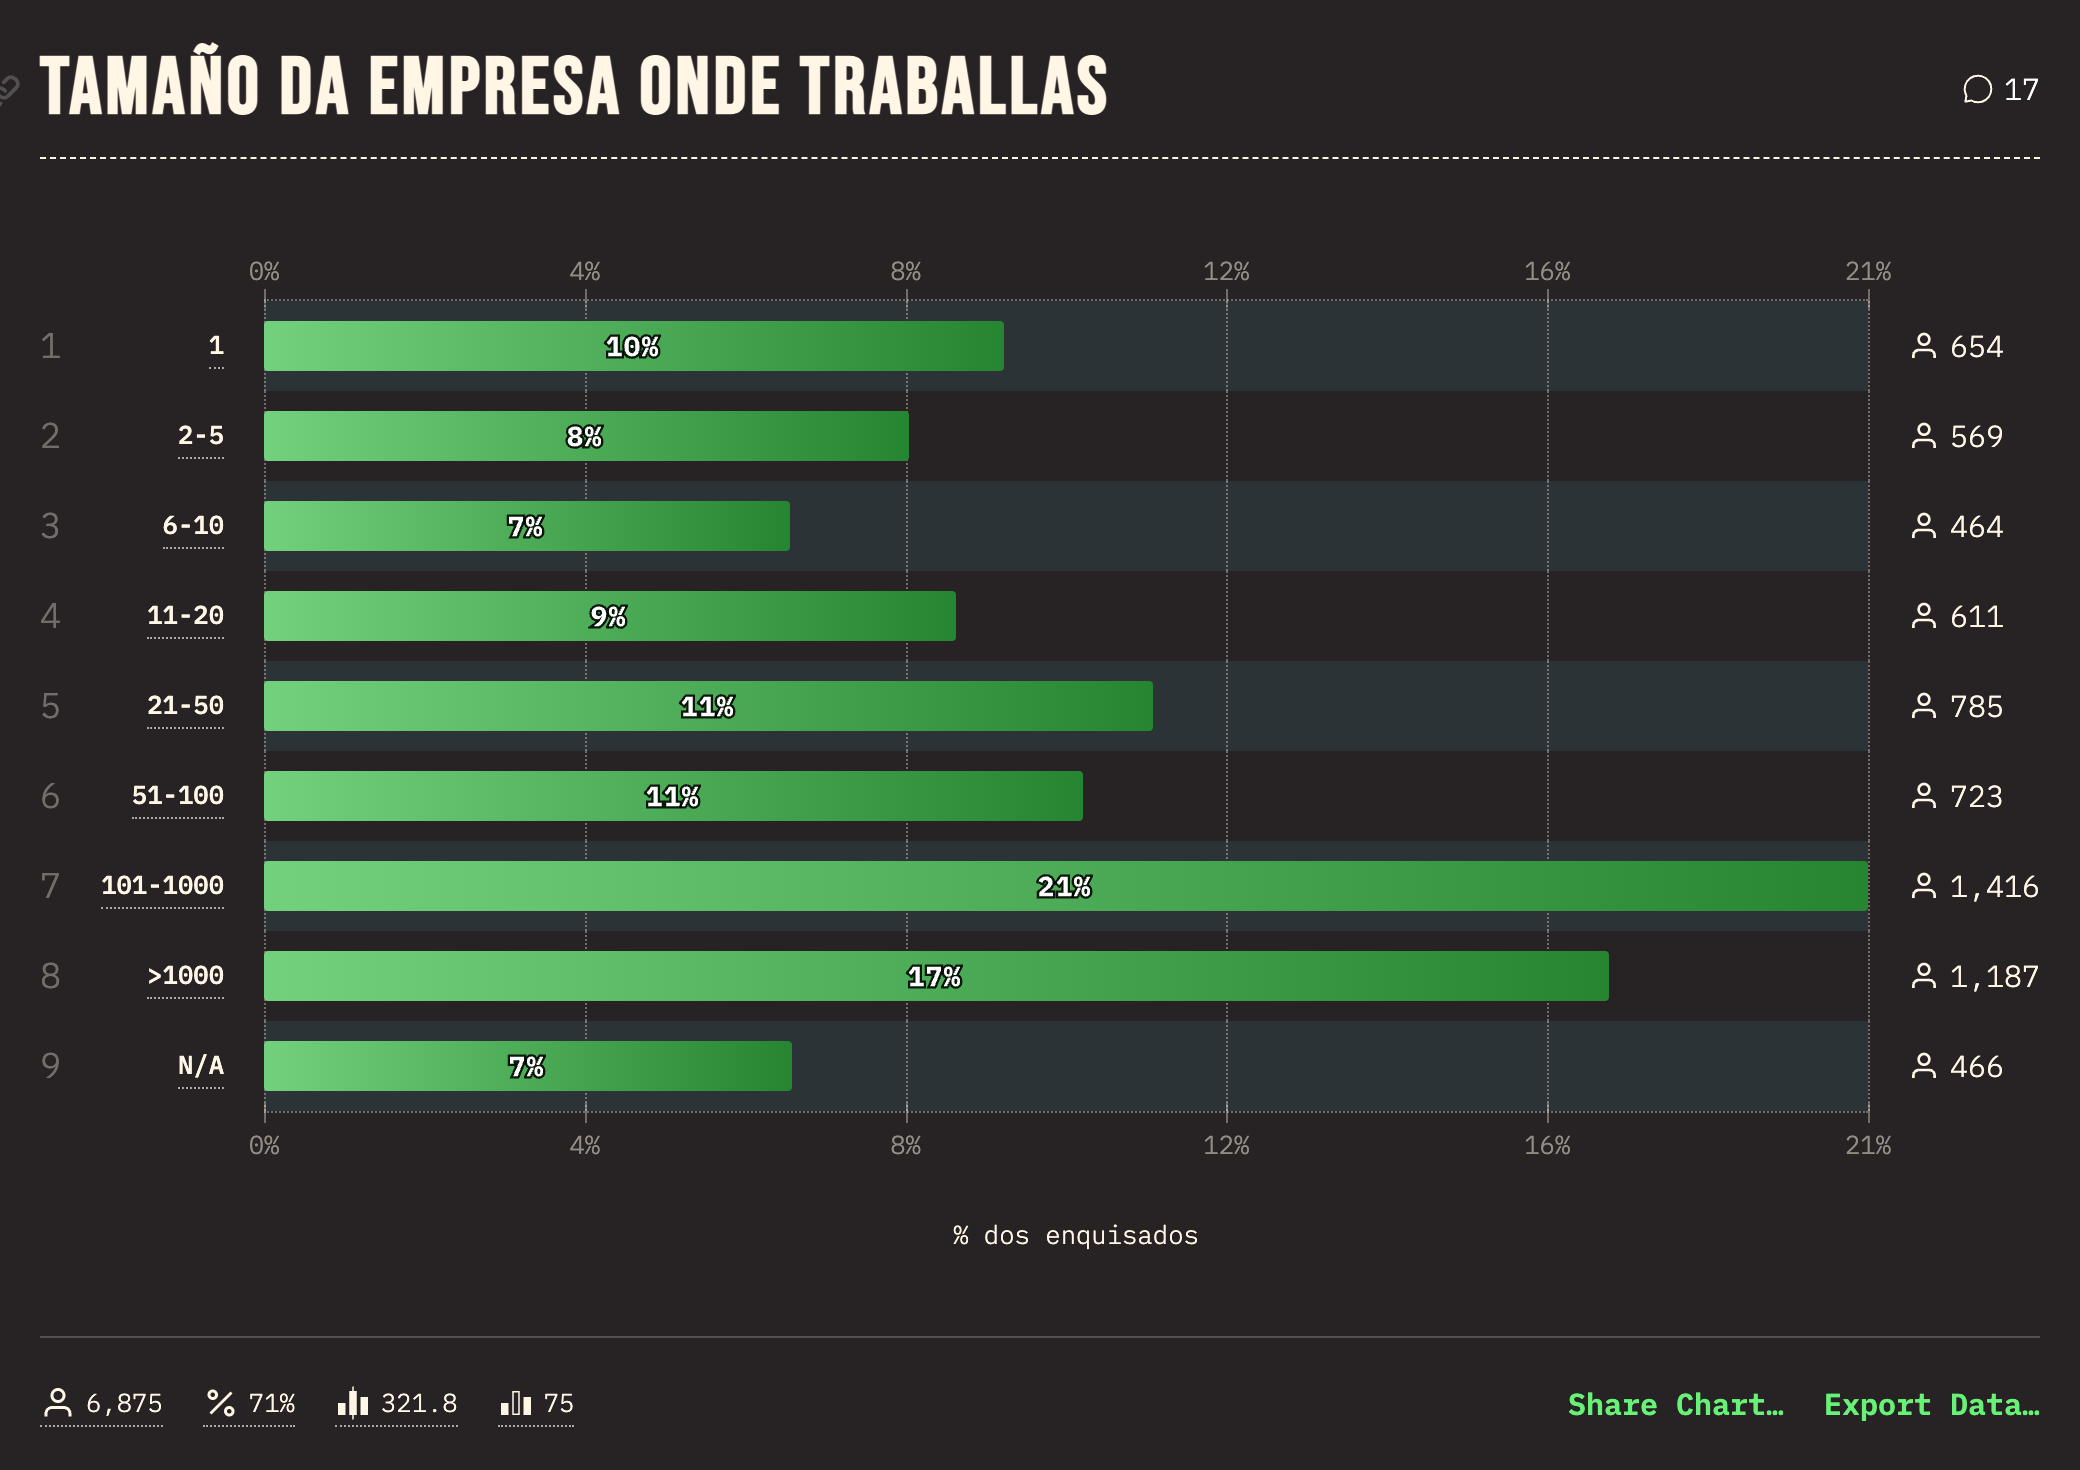 TAMAÑO DA EMPRESA ONDE TRABALLAS
17
0% 4% 8% 12% 16% 21%
1 1 10% 654
2 2-5 8% 569
3 6-10 7% 464
4 11-20 9% 611
5 21-50 11% 785
6 51-100 11% 723
7 101-1000 21% 1,416
8 >1000 17% 1,187
9 N/A 7% 466
0% 4% 8% 12% 16% 21%
% dos enquisados
6,875 71% 321.8 75 Share Chart… Export Data…